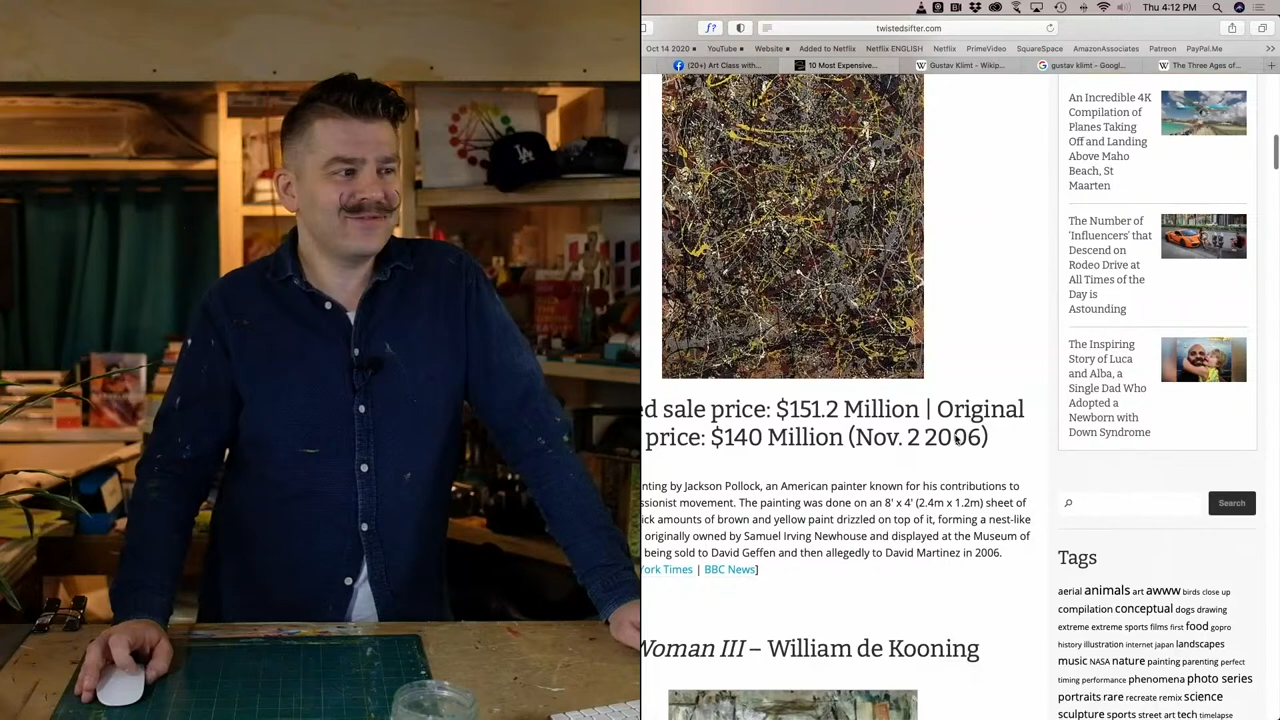 Thu 4:12 PM
f?
twistedsifter.com
Oct 14 2020
YouTube
Website
Added to Netflix
Netflix ENGLISH
Netflix
PrimeVideo
SquareSpace
AmazonAssociates
Patreon
PayPal.Me
(20+) Art Class with...
10 Most Expensive...
Gustav Klimt - Wikip...
gustav klimt - Googl...
The Three Ages of...
LA
ed sale price: $151.2 Million | Original
price: $140 Million (Nov. 2 2006)
nting by Jackson Pollock, an American painter known for his contributions to
ssionist movement. The painting was done on an 8' x 4' (2.4m x 1.2m) sheet of
ick amounts of brown and yellow paint drizzled on top of it, forming a nest-like
originally owned by Samuel Irving Newhouse and displayed at the Museum of
being sold to David Geffen and then allegedly to David Martinez in 2006.
York Times | BBC News]
Woman III – William de Kooning
An Incredible 4K
Compilation of
Planes Taking
Off and Landing
Above Maho
Beach, St
Maarten
The Number of
'Influencers' that
Descend on
Rodeo Drive at
All Times of the
Day is
Astounding
The Inspiring
Story of Luca
and Alba, a
Single Dad Who
Adopted a
Newborn with
Down Syndrome
Search
Tags
aerial animals art awww birds close up
compilation conceptual dogs drawing
extreme extreme sports films first food gopro
history illustration internet japan landscapes
music NASA nature painting parenting perfect
timing performance phenomena photo series
portraits rare recreate remix science
sculpture sports street art tech timelapse